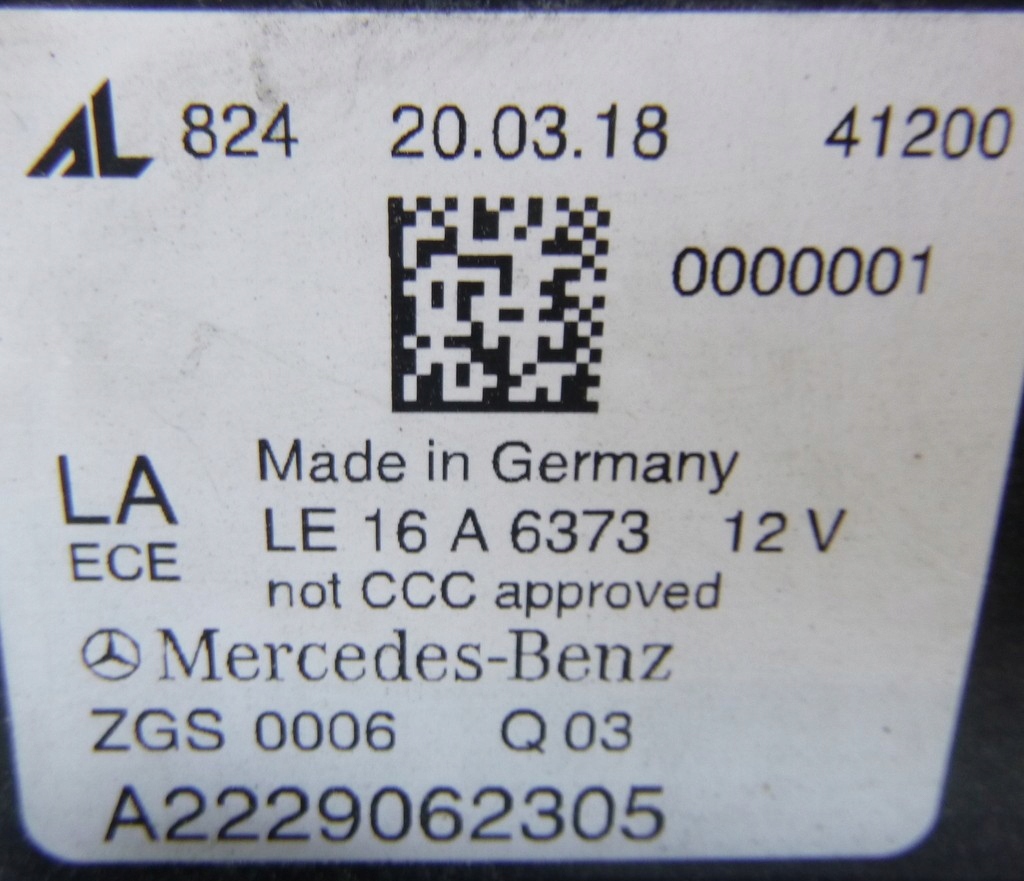 AL 824 20.03.18 41200
0000001
Made in Germany
LA LE 16 A 6373 12 V
ECE
not CCC approved
Mercedes-Benz
ZGS 0006 Q 03
A2229062305